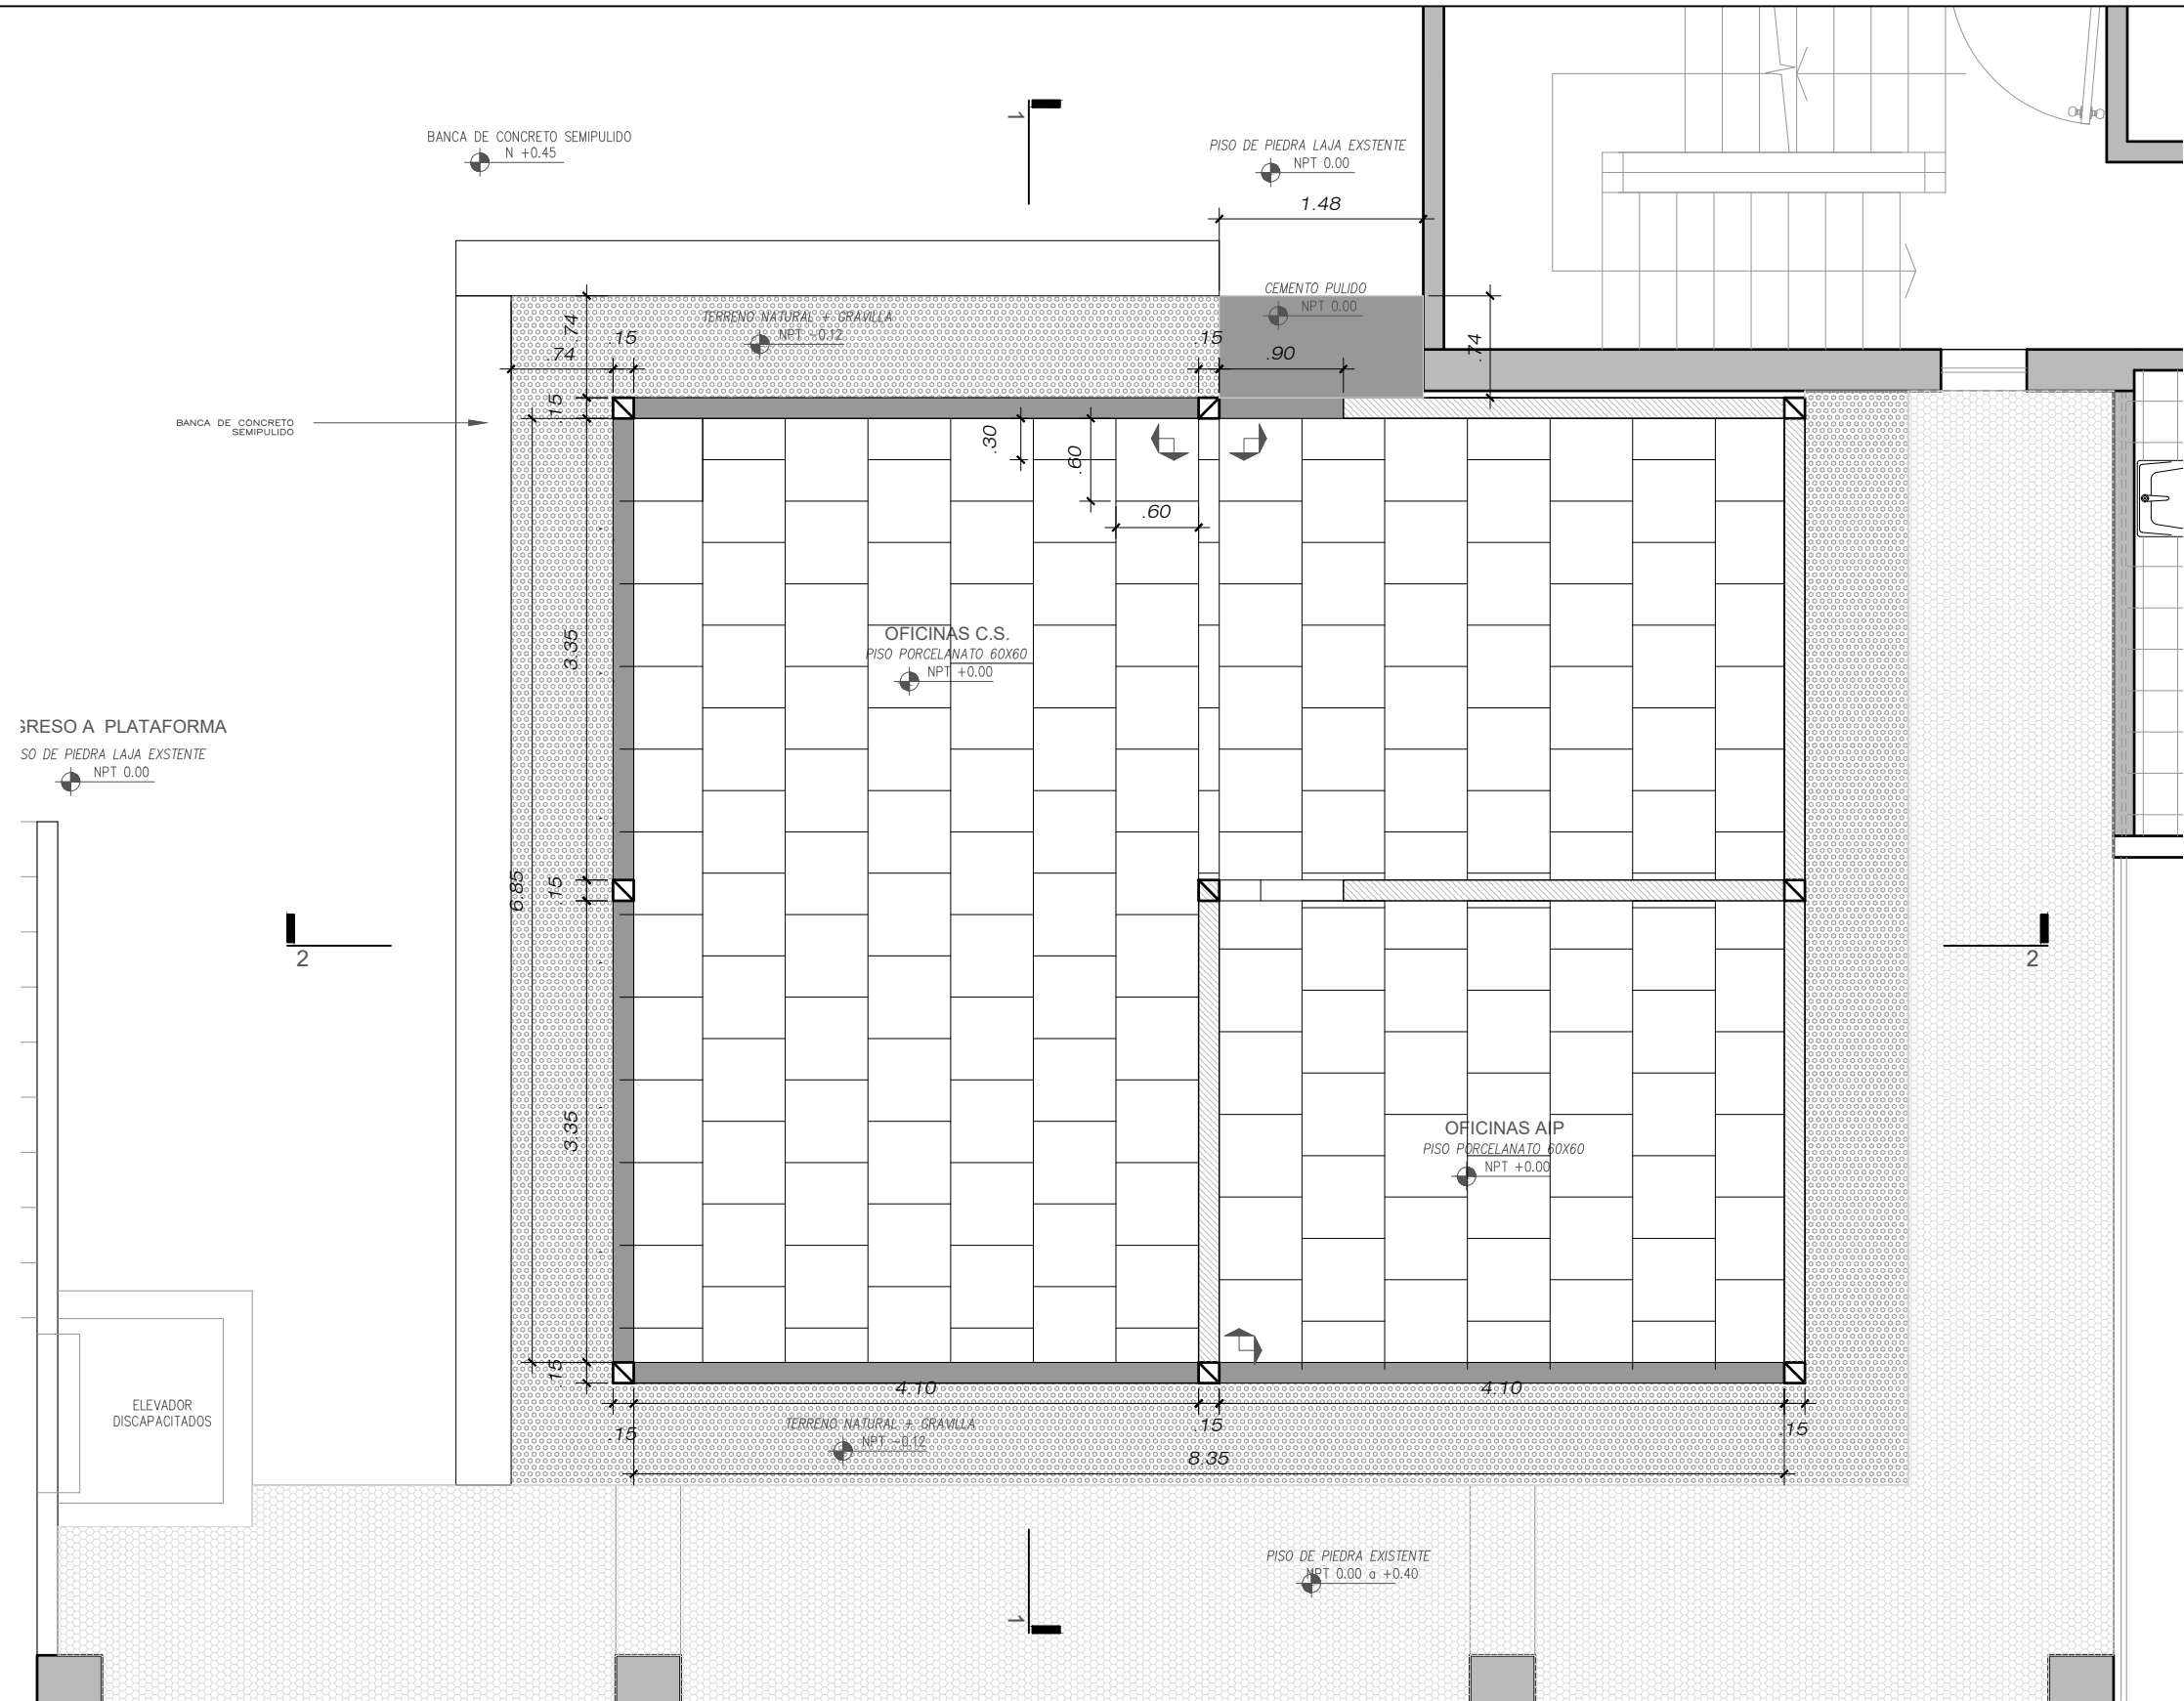 1
BANCA DE CONCRETO SEMIPULIDO
N +0.45
PISO DE PIEDRA LAJA EXSTENTE
NPT 0.00
1.48
CEMENTO PULIDO
NPT 0.00
TERRENO NATURAL + GRAVILLA
NPT -0.12
.74
.74
.15
.15
.90
.74
.15
BANCA DE CONCRETO
SEMIPULIDO
.30
.60
.60
3.35
OFICINAS C.S.
PISO PORCELANATO 60X60
NPT +0.00
GRESO A PLATAFORMA
SO DE PIEDRA LAJA EXSTENTE
NPT 0.00
6.85
.15
2
2
3.35
OFICINAS AIP
PISO PORCELANATO 60X60
NPT +0.00
.15
4.10
4.10
ELEVADOR
DISCAPACITADOS
TERRENO NATURAL + GRAVILLA
NPT -0.12
.15
.15
.15
8.35
PISO DE PIEDRA EXISTENTE
NPT 0.00 a +0.40
1